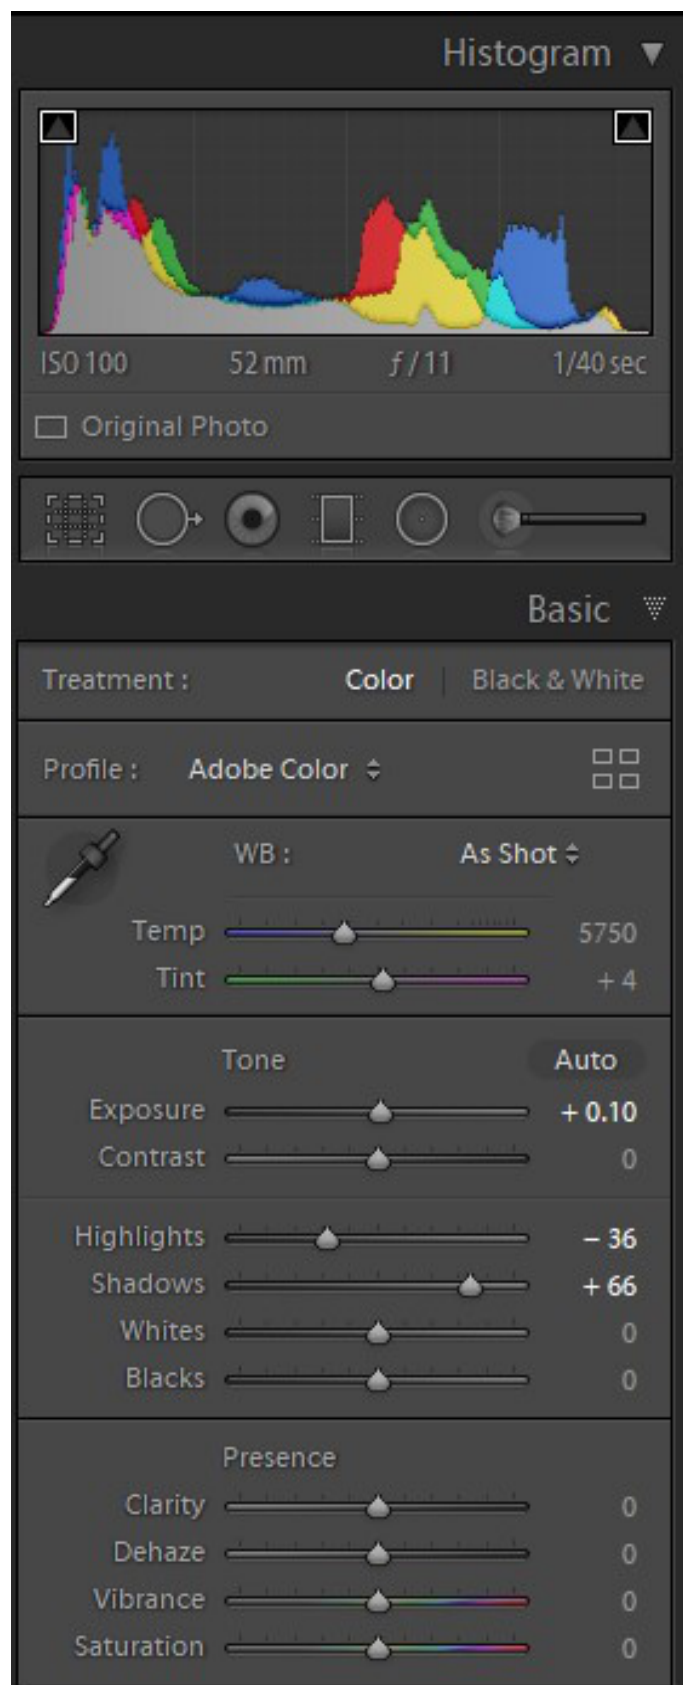 Histogram
ISO 100 52 mm ƒ / 11 1/40 sec
Original Photo
Basic
Treatment : Color Black & White
Profile : Adobe Color
WB : As Shot
Temp 5750
Tint + 4
Tone Auto
Exposure + 0.10
Contrast 0
Highlights − 36
Shadows + 66
Whites 0
Blacks 0
Presence
Clarity 0
Dehaze 0
Vibrance 0
Saturation 0